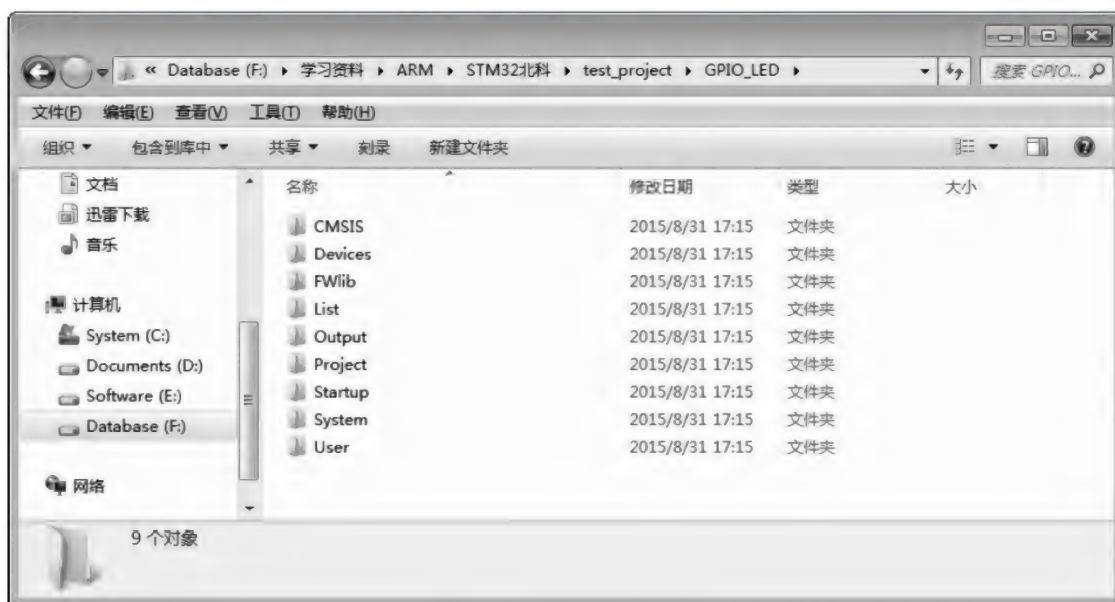 « Database (F:) ▸ 学习资料 ▸ ARM ▸ STM32北科 ▸ test_project ▸ GPIO_LED ▸ 搜索 GPIO...
文件(F) 编辑(E) 查看(V) 工具(T) 帮助(H)
组织 包含到库中 共享 刻录 新建文件夹
文档
迅雷下载
音乐
计算机
System (C:)
Documents (D:)
Software (E:)
Database (F:)
网络
名称 修改日期 类型 大小
CMSIS 2015/8/31 17:15 文件夹
Devices 2015/8/31 17:15 文件夹
FWlib 2015/8/31 17:15 文件夹
List 2015/8/31 17:15 文件夹
Output 2015/8/31 17:15 文件夹
Project 2015/8/31 17:15 文件夹
Startup 2015/8/31 17:15 文件夹
System 2015/8/31 17:15 文件夹
User 2015/8/31 17:15 文件夹
9 个对象